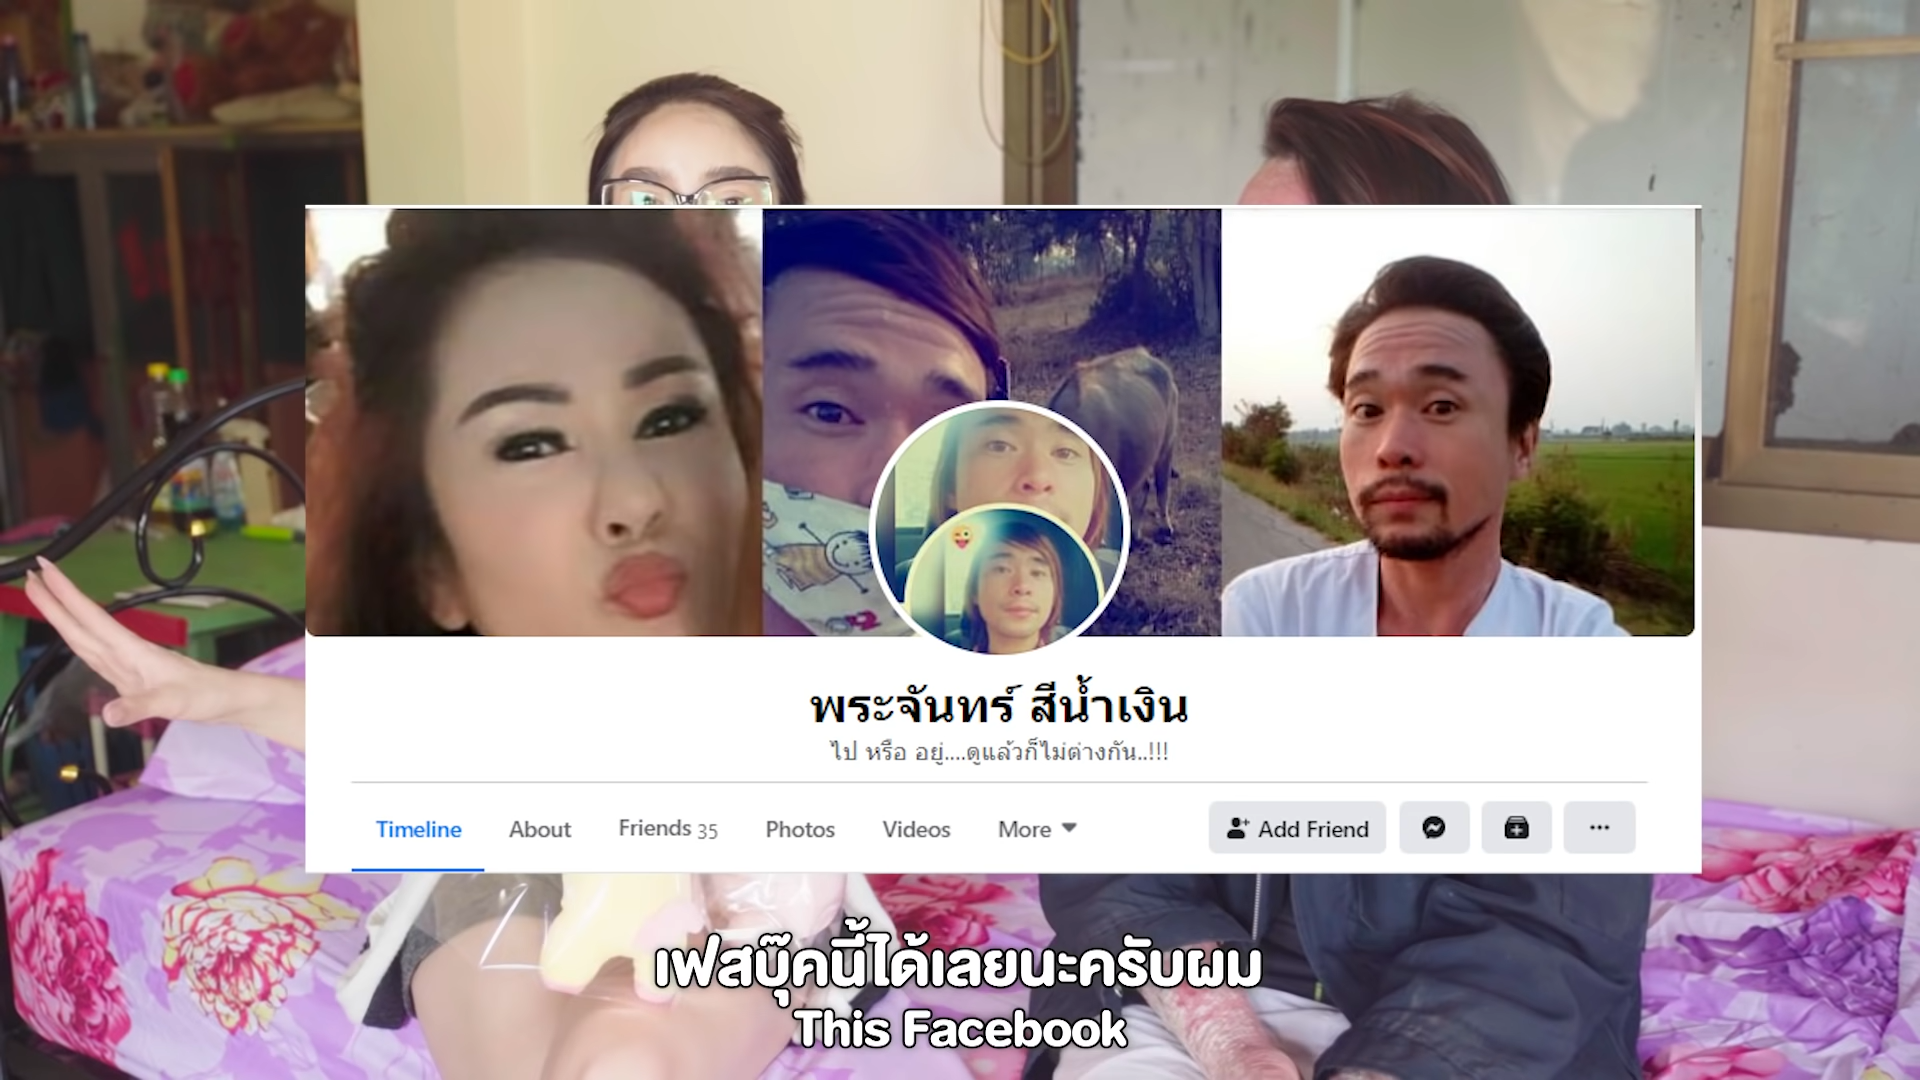 พระจันทร์ สีน้ำเงิน
ไป หรือ อยู่....ดูแล้วก็ไม่ต่างกัน..!!!
Timeline About Friends 35 Photos Videos More Add Friend ...
เฟสบุ๊คนี้ได้เลยนะครับผม
This Facebook